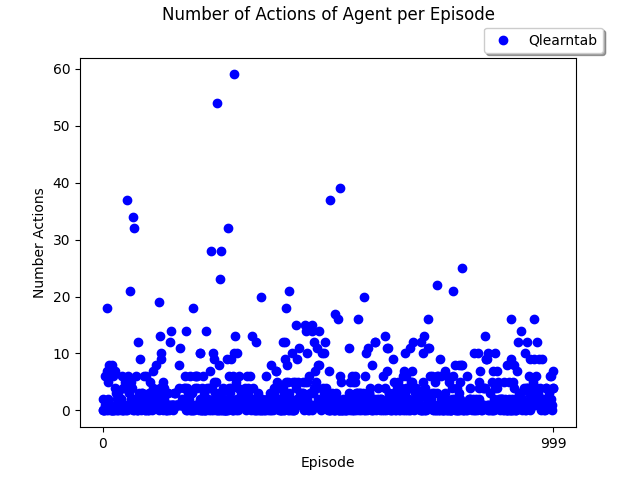 Number of Actions of Agent per Episode
Qlearntab
60
50
40
30
20
10
0
Number Actions
0
999
Episode